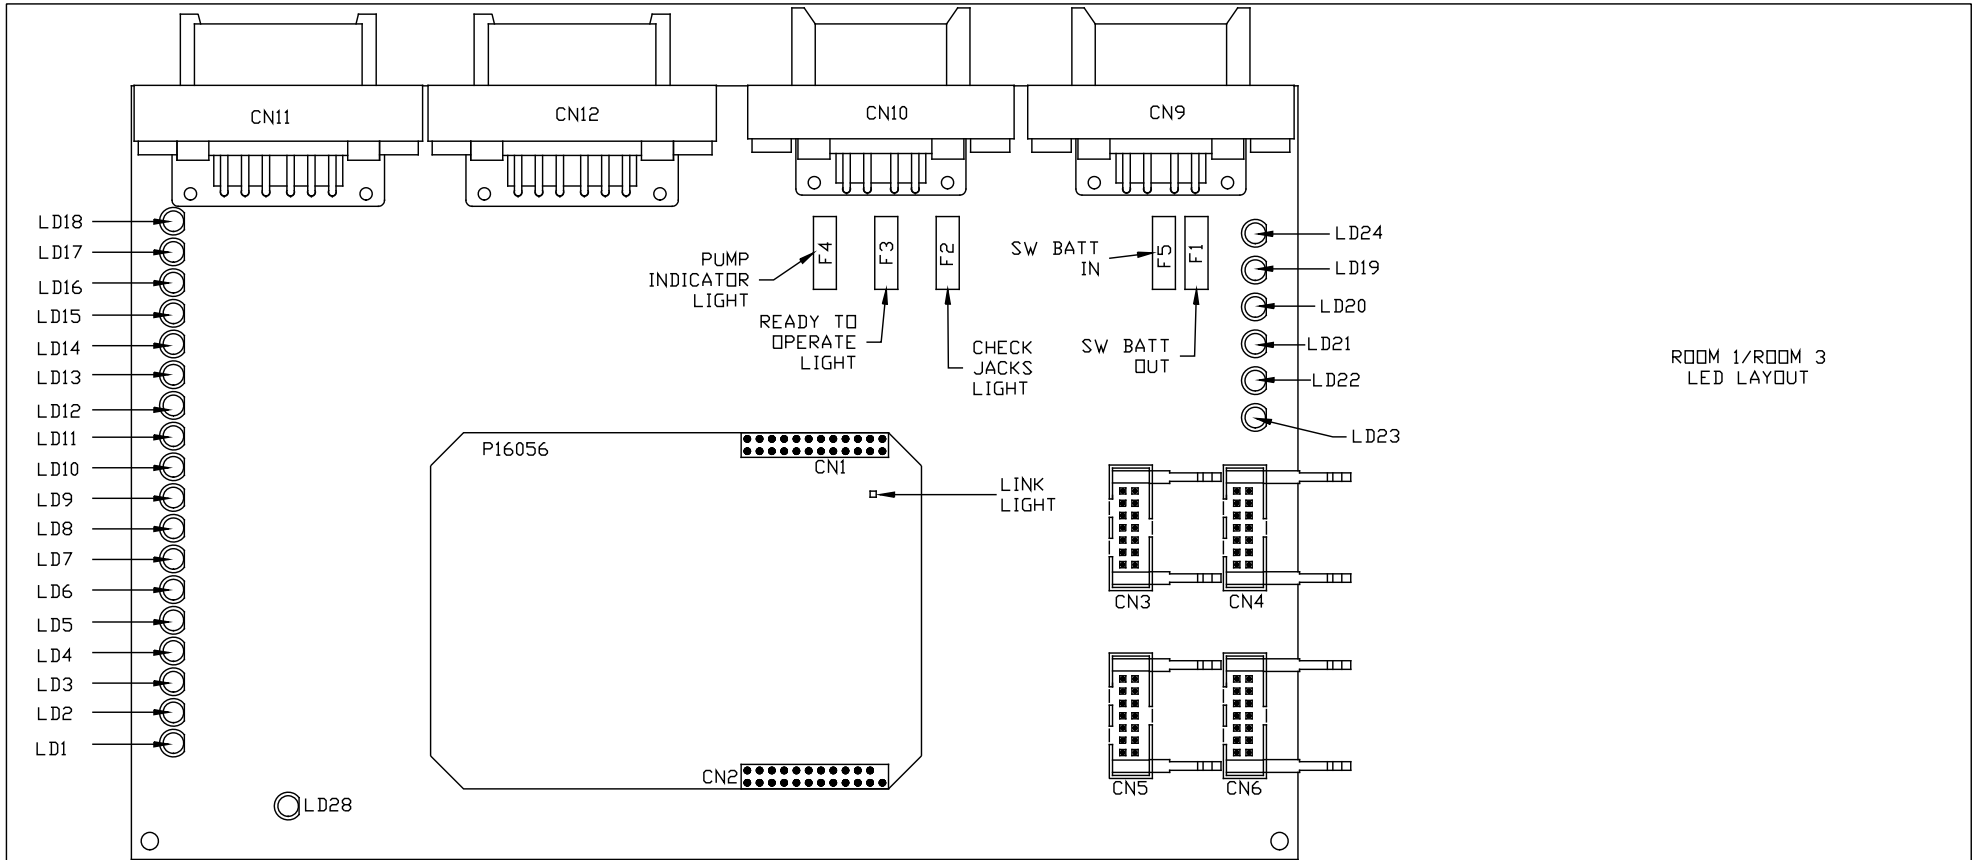 CN11
CN12
CN10
CN9
LD18
LD17
LD16
LD15
LD14
LD13
LD12
LD11
LD10
LD9
LD8
LD7
LD6
LD5
LD4
LD3
LD2
LD1
LD28
F4
F3
F2
F5
F1
PUMP
INDICATOR
LIGHT
READY TO
OPERATE
LIGHT
CHECK
JACKS
LIGHT
SW BATT
IN
SW BATT
OUT
LD24
LD19
LD20
LD21
LD22
LD23
P16056
CN1
LINK
LIGHT
CN2
CN3
CN4
CN5
CN6
ROOM 1/ROOM 3
LED LAYOUT